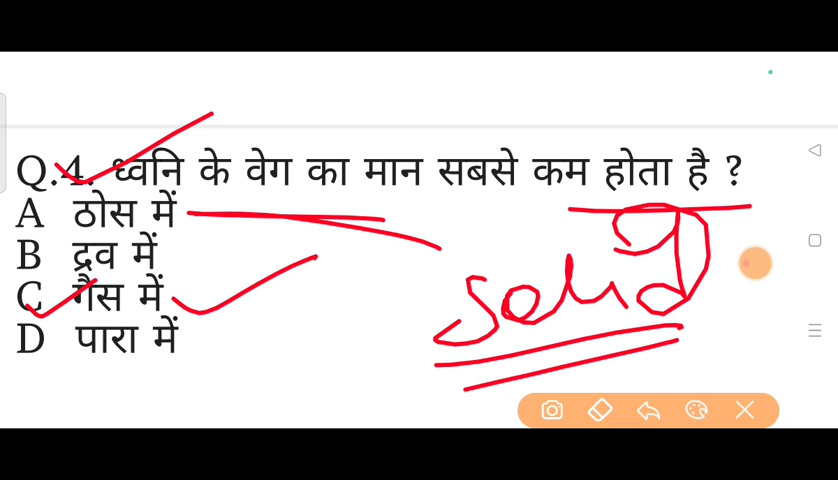 Q.4. ध्वनि के वेग का मान सबसे कम होता है ?
A ठोस में
B द्रव में
C गैस में
D पारा में
Solid